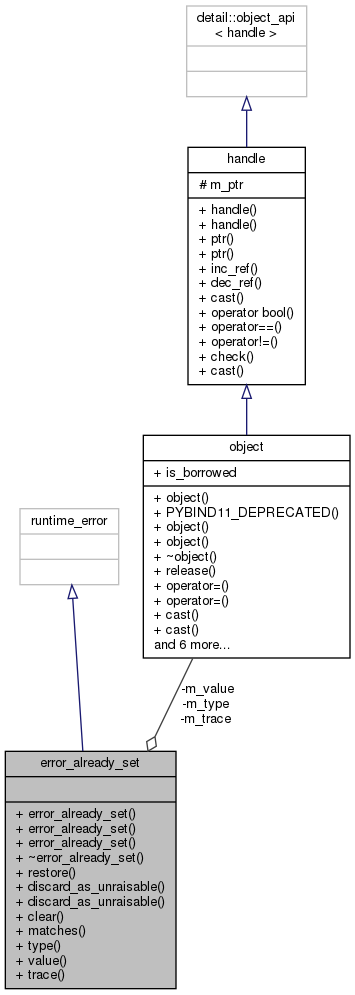 detail::object_api
< handle >
handle
# m_ptr
+ handle()
+ handle()
+ ptr()
+ ptr()
+ inc_ref()
+ dec_ref()
+ cast()
+ operator bool()
+ operator==()
+ operator!=()
+ check()
+ cast()
object
+ is_borrowed
+ object()
+ PYBIND11_DEPRECATED()
+ object()
+ object()
+ ~object()
+ release()
+ operator=()
+ operator=()
+ cast()
+ cast()
and 6 more...
runtime_error
-m_value
-m_type
-m_trace
error_already_set
+ error_already_set()
+ error_already_set()
+ error_already_set()
+ ~error_already_set()
+ restore()
+ discard_as_unraisable()
+ discard_as_unraisable()
+ clear()
+ matches()
+ type()
+ value()
+ trace()